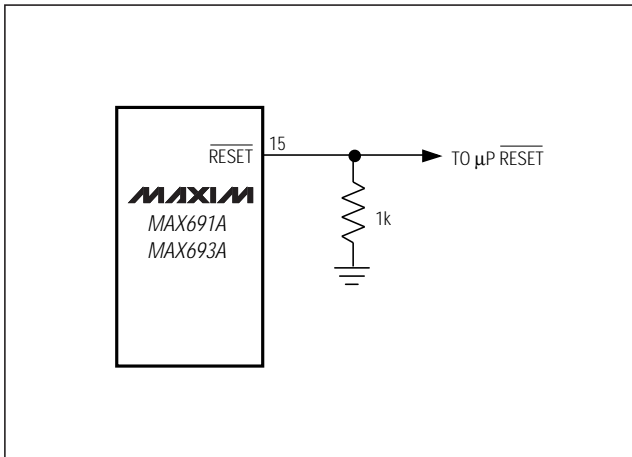 RESET 15
TO µP RESET
MAXIM
MAX691A
MAX693A
1k